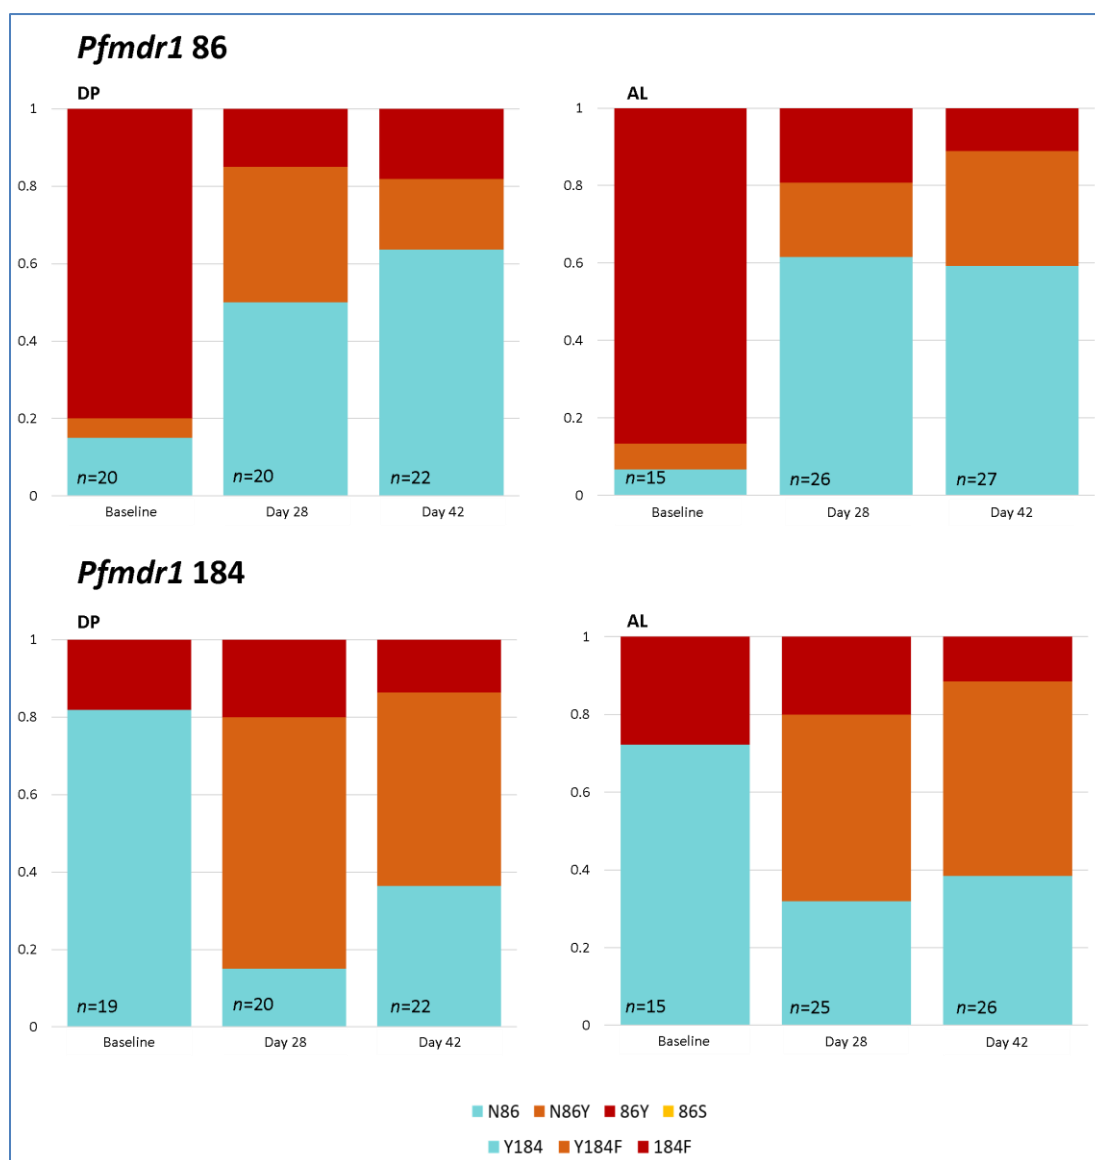 Pfmdr1 86
DP
1
0.8
0.6
0.4
0.2
0
n=20
n=20
n=22
Baseline
Day 28
Day 42
AL
1
0.8
0.6
0.4
0.2
0
n=15
n=26
n=27
Baseline
Day 28
Day 42
Pfmdr1 184
DP
1
0.8
0.6
0.4
0.2
0
n=19
n=20
n=22
Baseline
Day 28
Day 42
AL
1
0.8
0.6
0.4
0.2
0
n=15
n=25
n=26
Baseline
Day 28
Day 42
N86 N86Y 86Y 86S
Y184 Y184F 184F